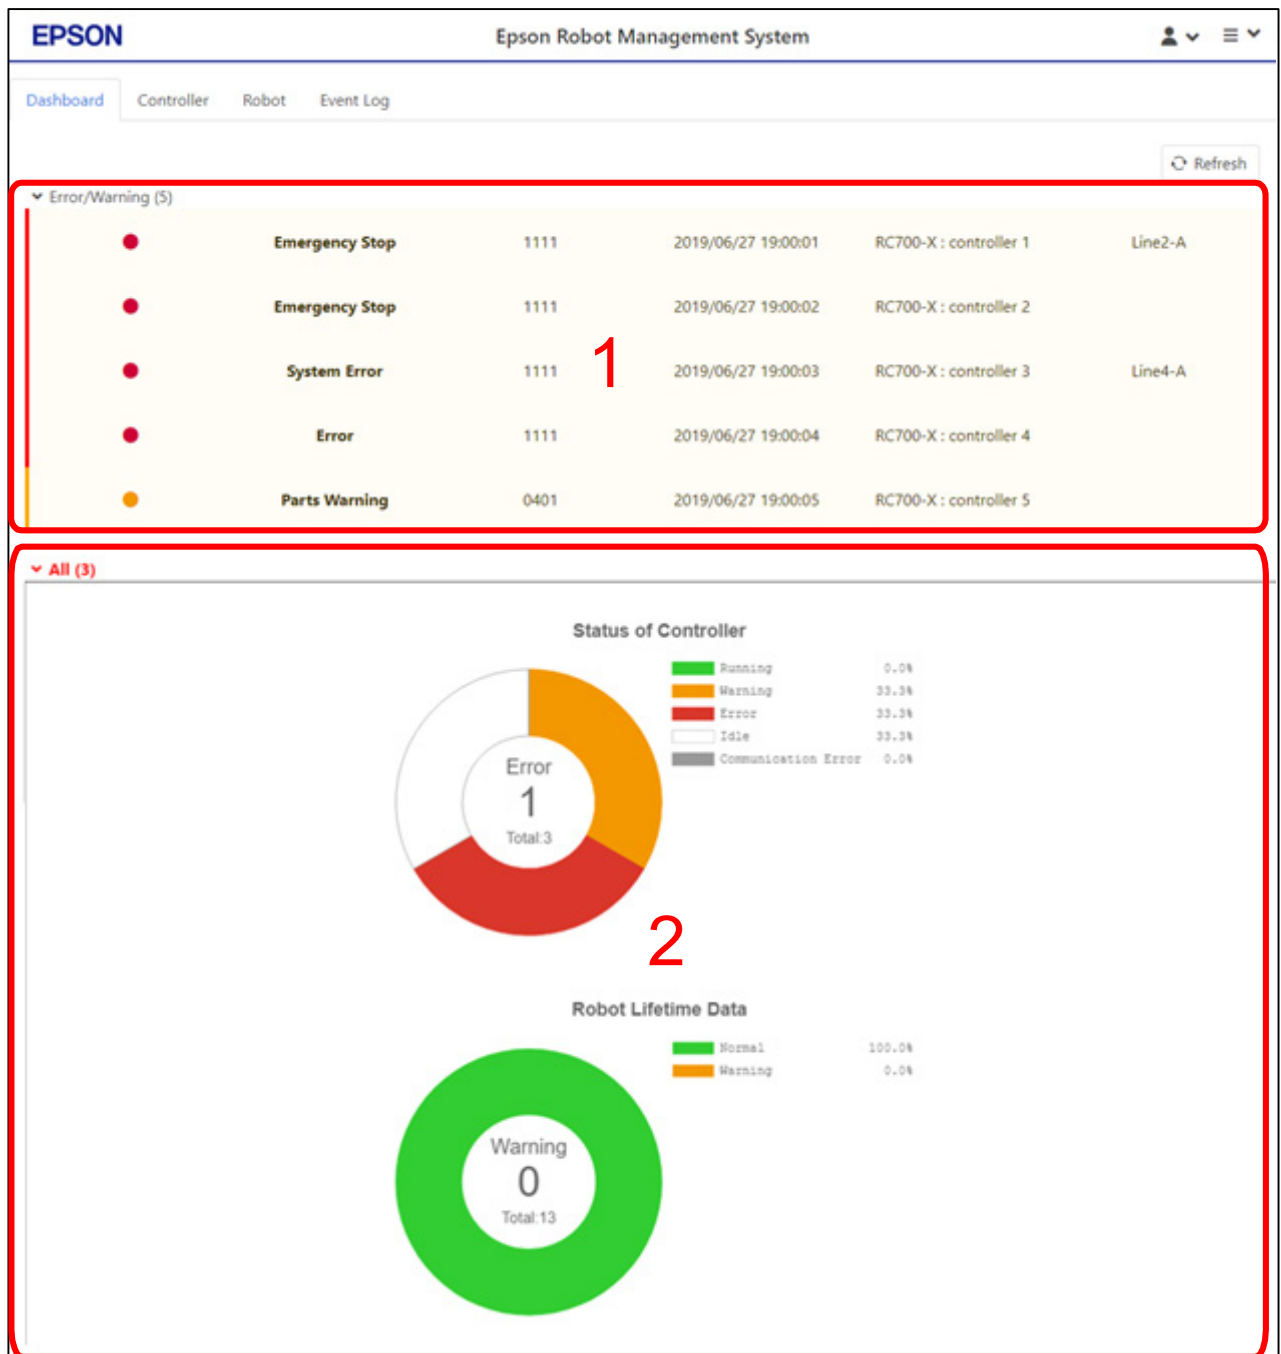 EPSON Epson Robot Management System
Dashboard Controller Robot Event Log
Refresh
Error/Warning (5)
Emergency Stop 1111 2019/06/27 19:00:01 RC700-X : controller 1 Line2-A
Emergency Stop 1111 2019/06/27 19:00:02 RC700-X : controller 2
1
System Error 1111 2019/06/27 19:00:03 RC700-X : controller 3 Line4-A
Error 1111 2019/06/27 19:00:04 RC700-X : controller 4
Parts Warning 0401 2019/06/27 19:00:05 RC700-X : controller 5
All (3)
Status of Controller
Running 0.0%
Warning 33.3%
Error 33.3%
Idle 33.3%
Communication Error 0.0%
Error
1
Total:3
2
Robot Lifetime Data
Normal 100.0%
Warning 0.0%
Warning
0
Total:13